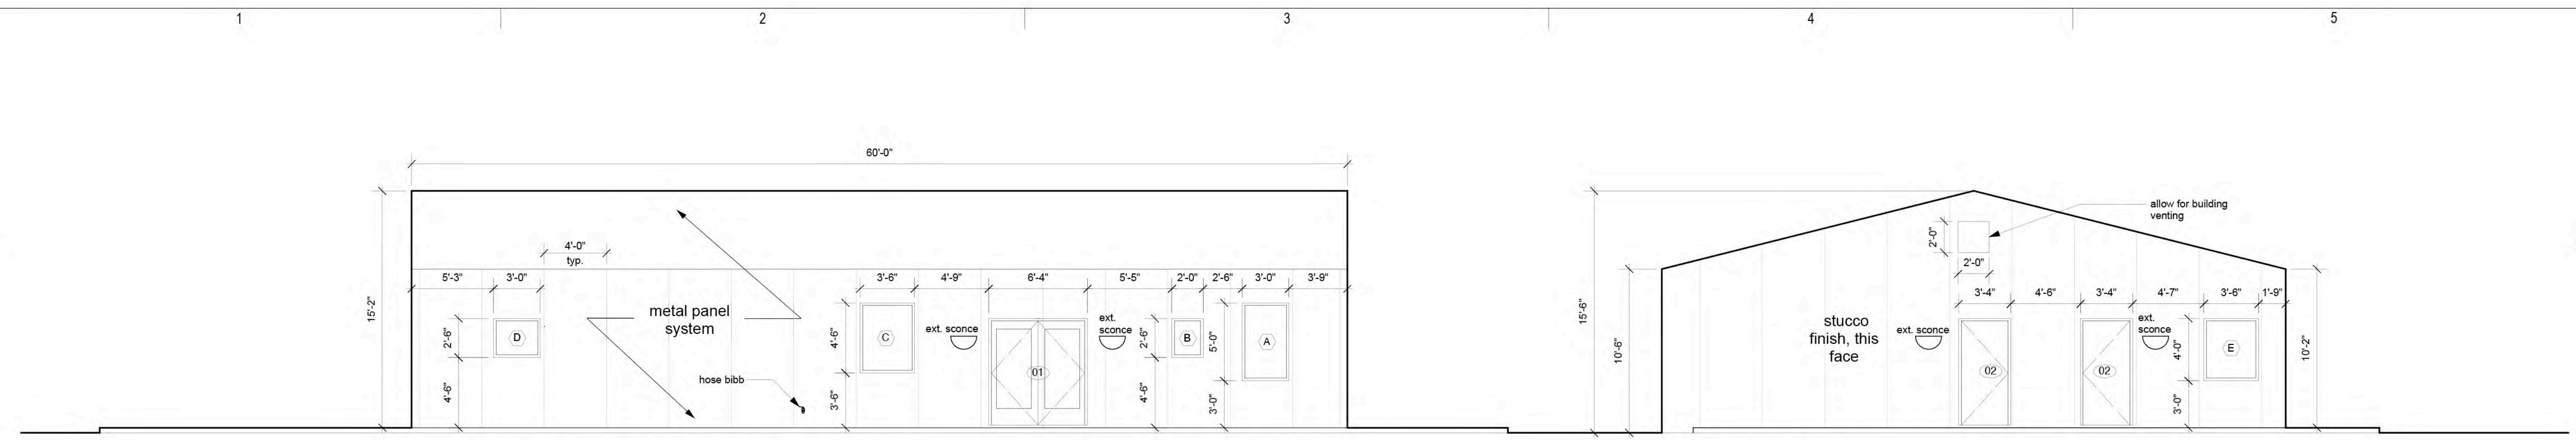 1
2
3
4
5
60'-0"
15'-2"
4'-0"
typ.
5'-3"
3'-0"
3'-6"
4'-9"
6'-4"
5'-5"
2'-0"
2'-6"
3'-0"
3'-9"
metal panel
system
D
2'-6"
4'-6"
hose bibb
C
4'-6"
3'-6"
ext. sconce
01
ext.
sconce
2'-6"
4'-6"
B
5'-0"
3'-0"
A
15'-6"
10'-6"
allow for building
venting
2'-0"
2'-0"
3'-4"
4'-6"
3'-4"
4'-7"
3'-6"
1'-9"
stucco
finish, this
face
ext. sconce
02
02
ext.
sconce
4'-0"
3'-0"
E
10'-2"